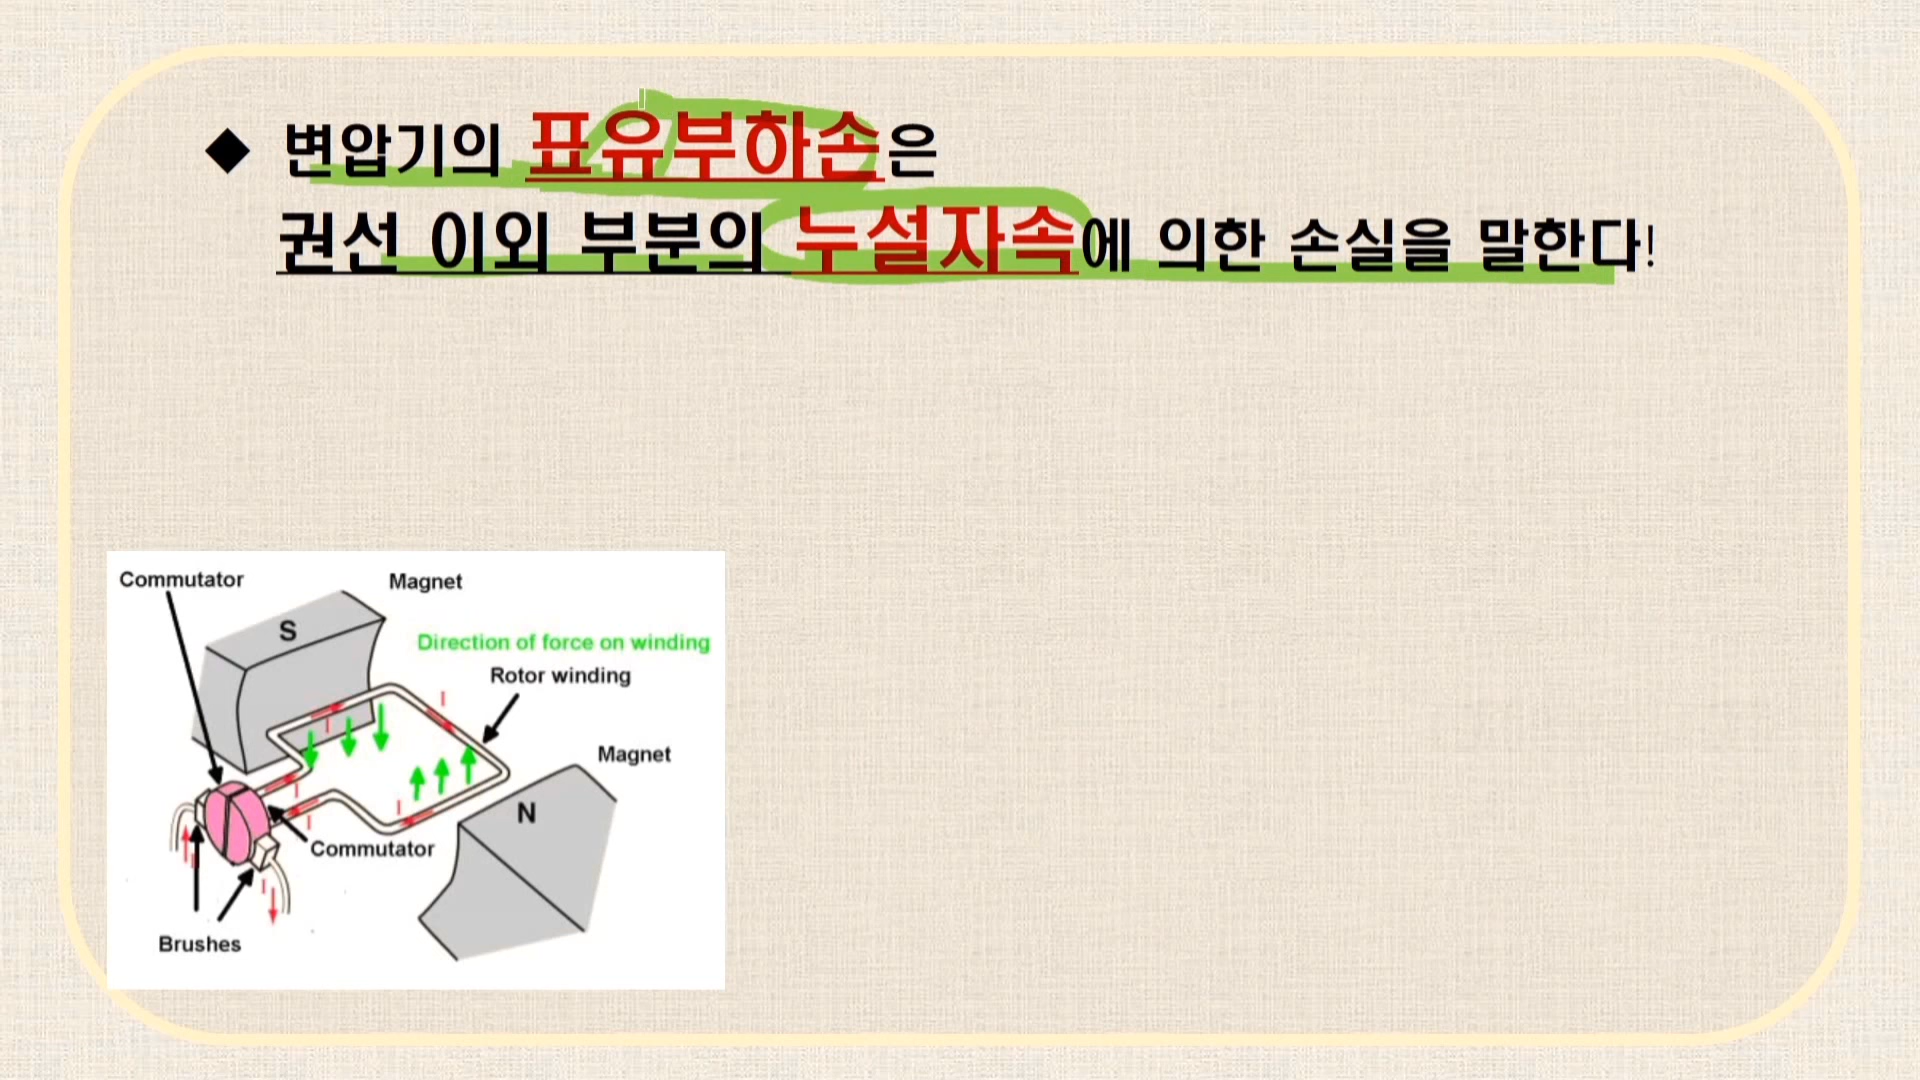 ◆ 변압기의 표유부하손은
권선 이외 부분의 누설자속에 의한 손실을 말한다!
Commutator
Magnet
S
Direction of force on winding
Rotor winding
I
I
Magnet
N
I
I
I
Commutator
I
I
Brushes